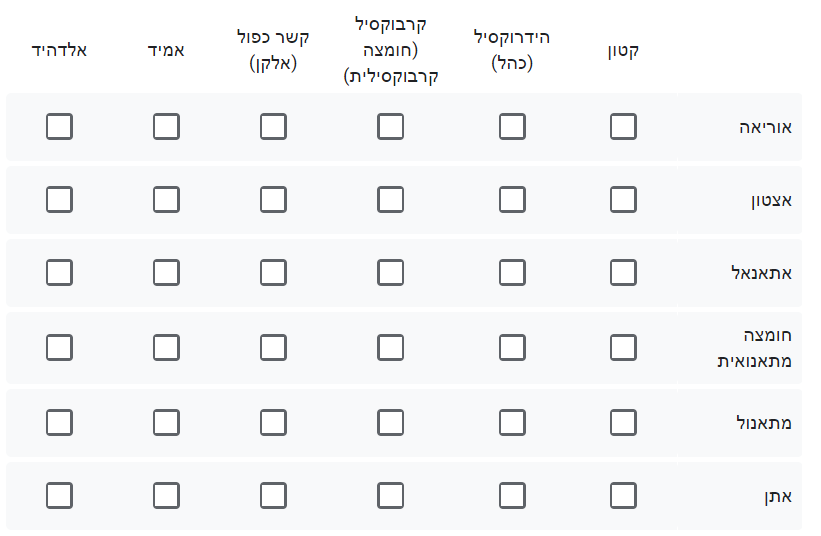 קטון
הידרוקסיל
(כהל)
קרבוקסיל
(חומצה
קרבוקסילית)
קשר כפול
(אלקן)
אמיד
אלדהיד
אוריאה
אצטון
אתאנאל
חומצה
מתאנואית
מתאנול
אתן